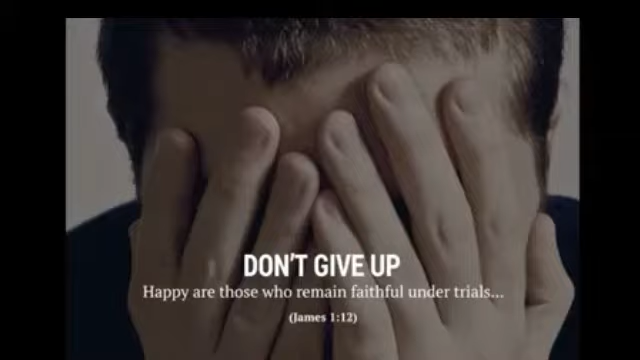 DON'T GIVE UP
Happy are those who remain faithful under trials...
(James 1:12)